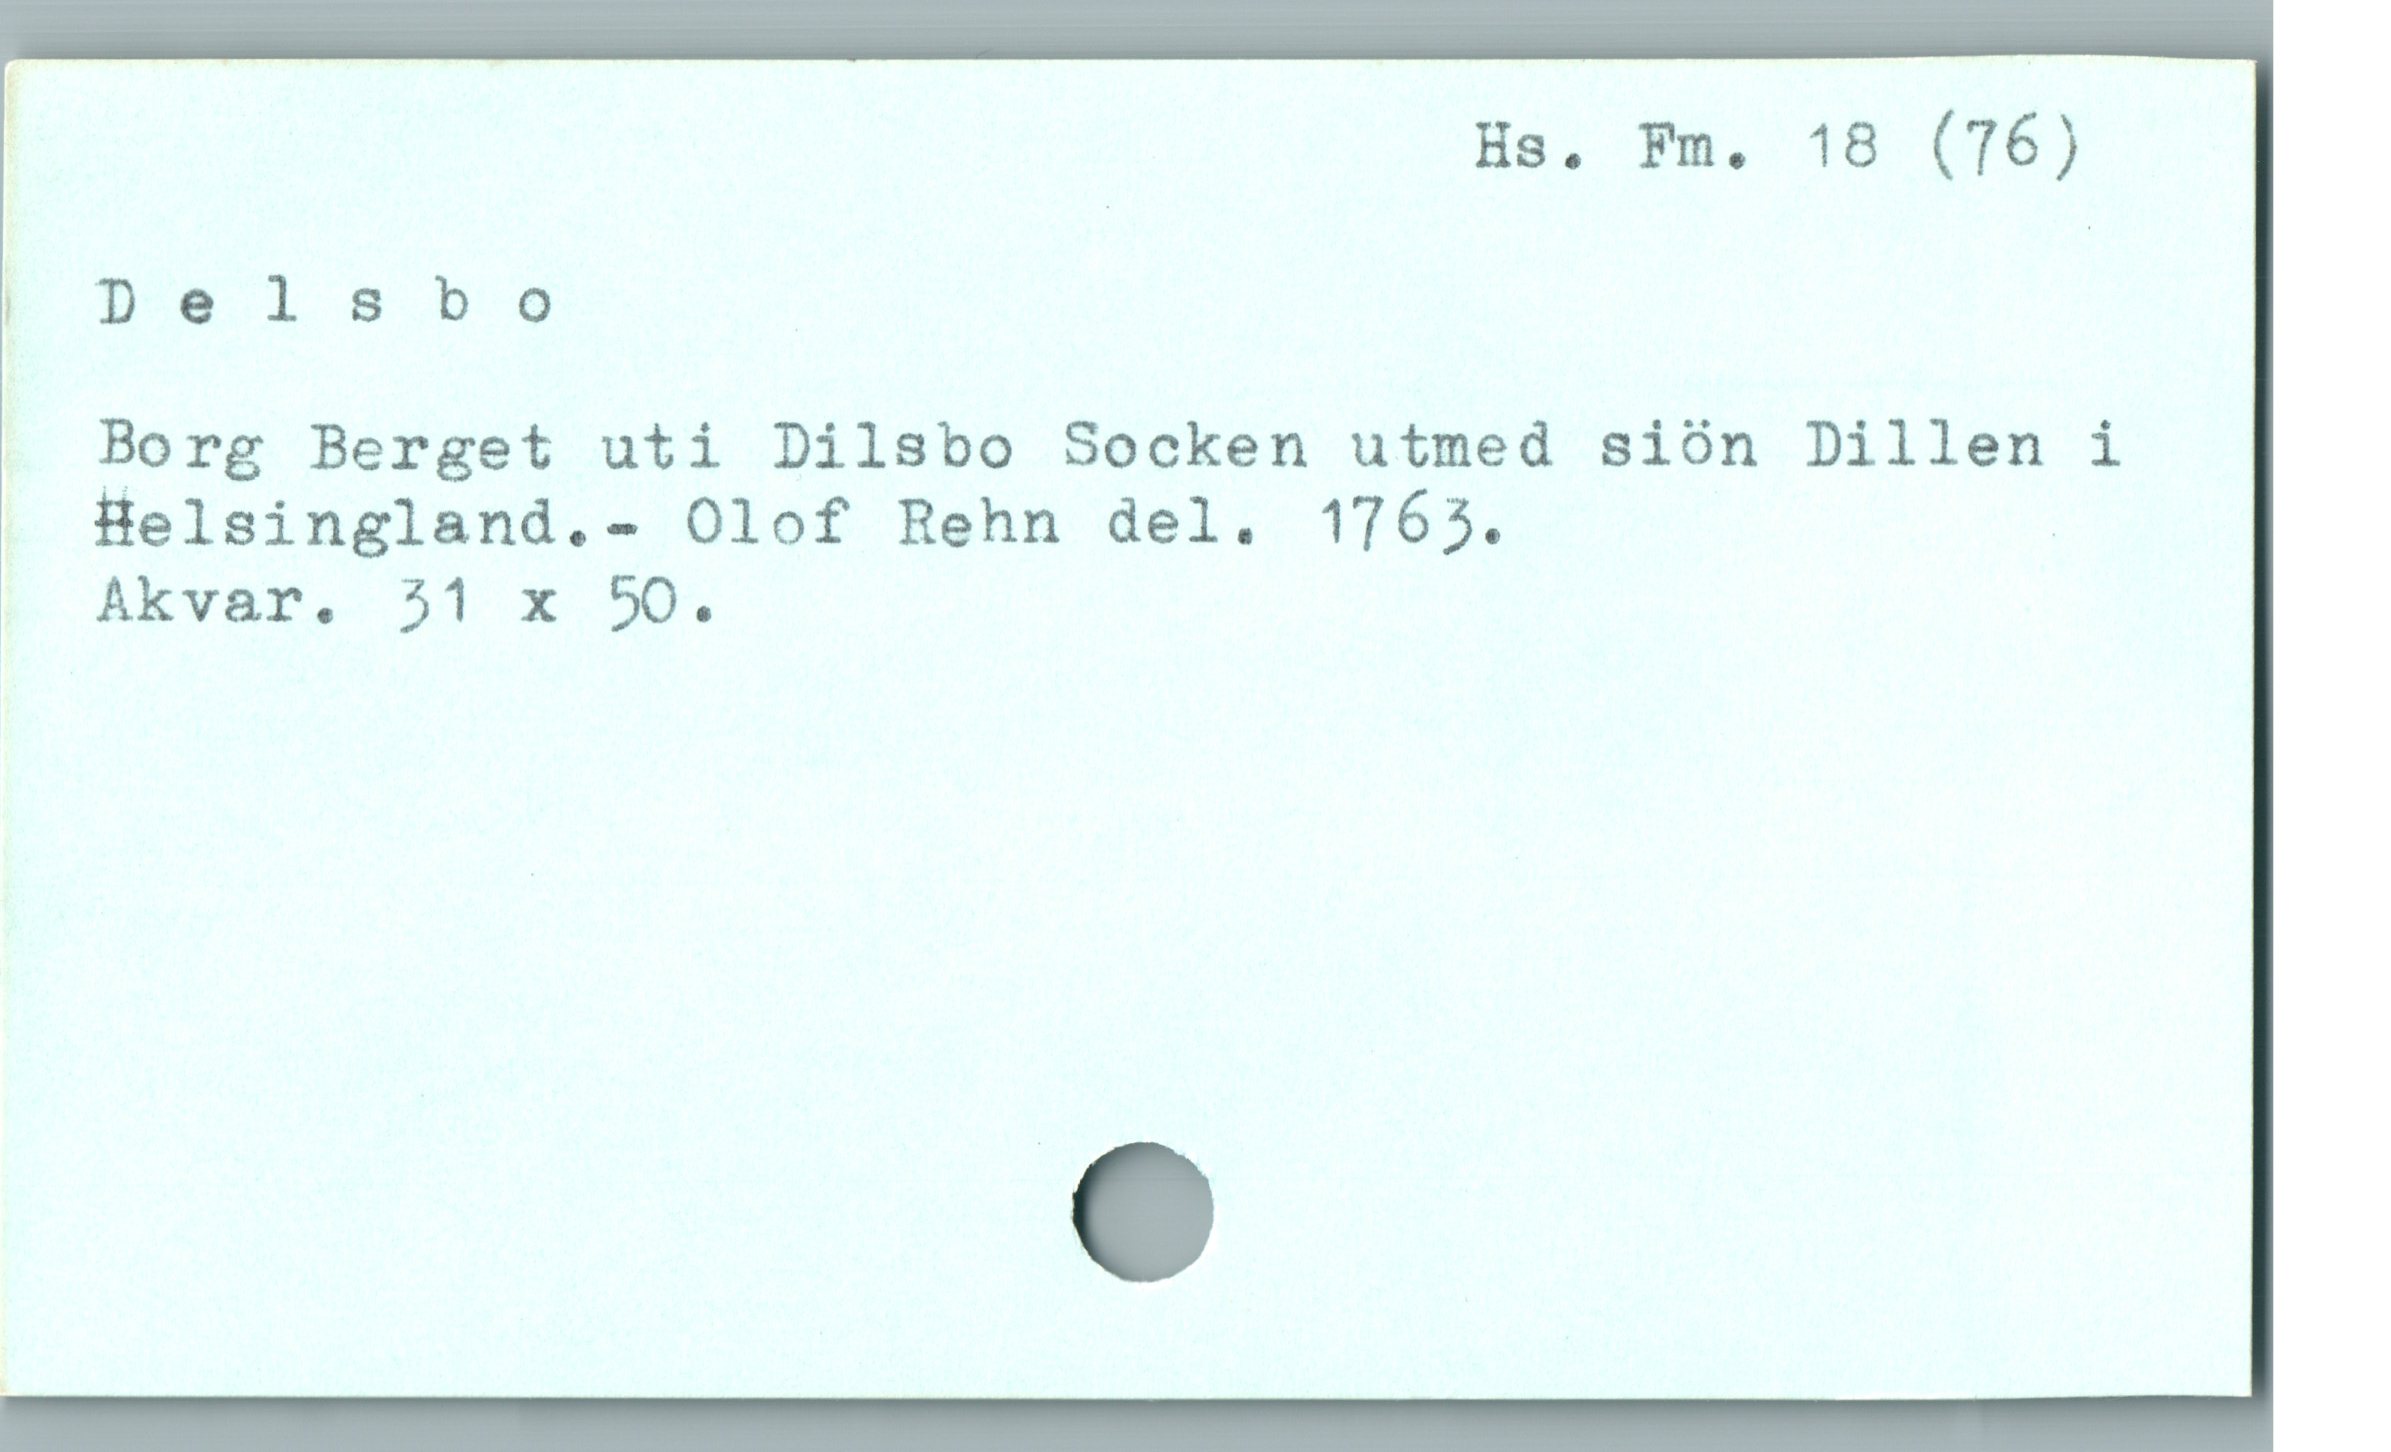 Hs. Fm. 18 (76)
D e l s b o
Borg Berget uti Dilsbo Socken utmed siön Dillen i
Helsingland.- Olof Rehn del. 1763.
Akvar. 31 x 50.